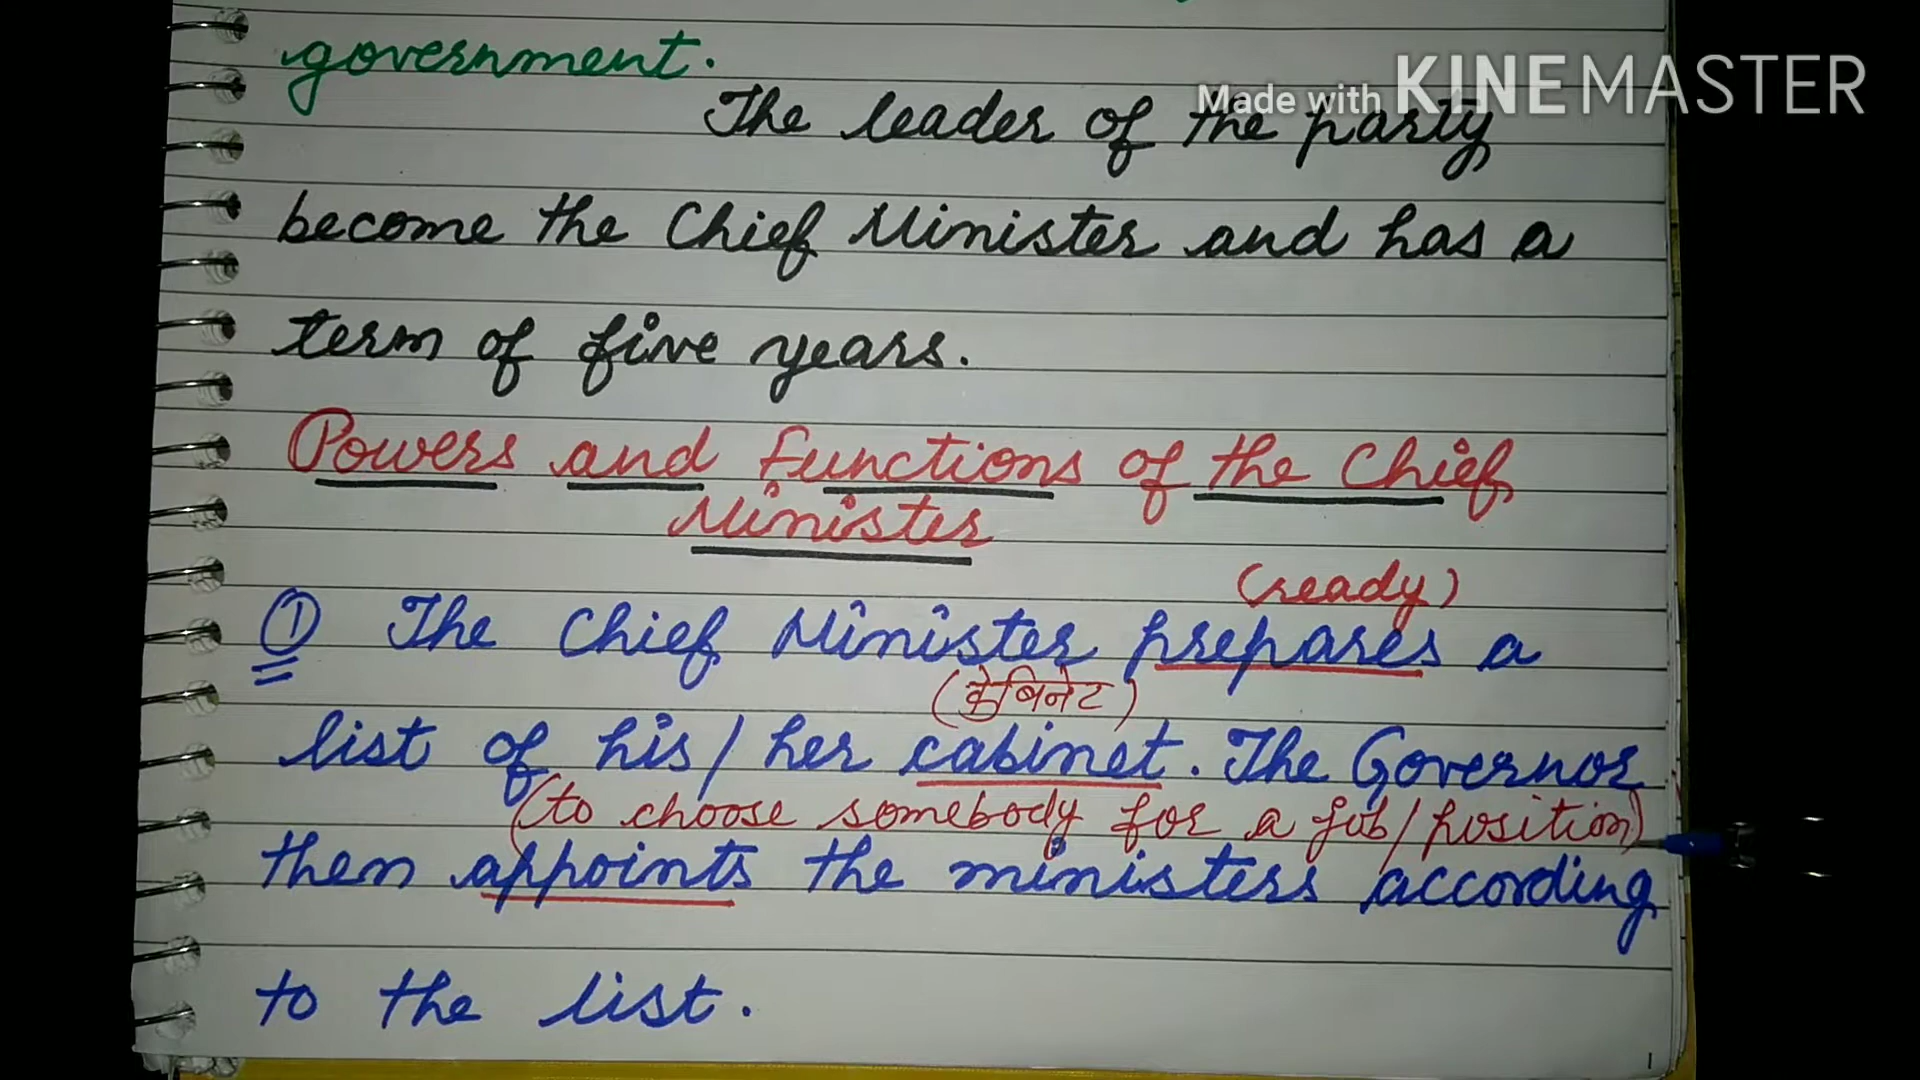 government.
Made with KINEMASTER
The leader of the party
become the Chief Minister and has a
term of five years.
Powers and Functions of the Chief
Minister
(ready)
① The Chief Minister prepares a
(केबिनेट)
list of his/her cabinet. The Governor
(to choose somebody for a job/position)
then appoints the ministers according
to the list.